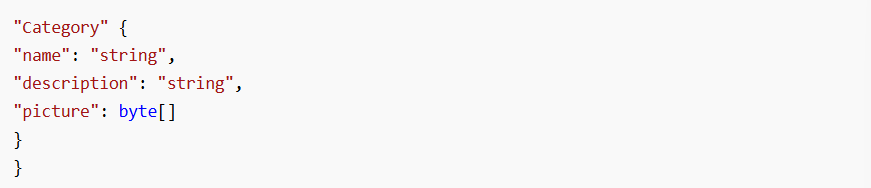 "Category" {
"name": "string",
"description": "string",
"picture": byte[]
}
}